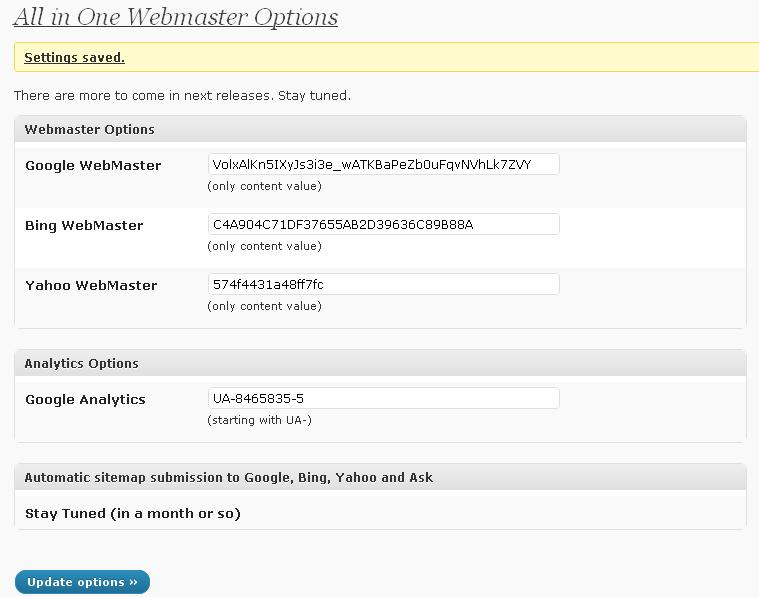 All in One Webmaster Options
Settings saved.
There are more to come in next releases. Stay tuned.
Webmaster Options
Google WebMaster VolxAlKn5IXyJs3i3e_wATKBaPeZb0uFqvNVhLk7ZVY
(only content value)
Bing WebMaster C4A904C71DF37655AB2D39636C89B88A
(only content value)
Yahoo WebMaster 574f4431a48ff7fc
(only content value)
Analytics Options
Google Analytics UA-8465835-5
(starting with UA-)
Automatic sitemap submission to Google, Bing, Yahoo and Ask
Stay Tuned (in a month or so)
Update options »